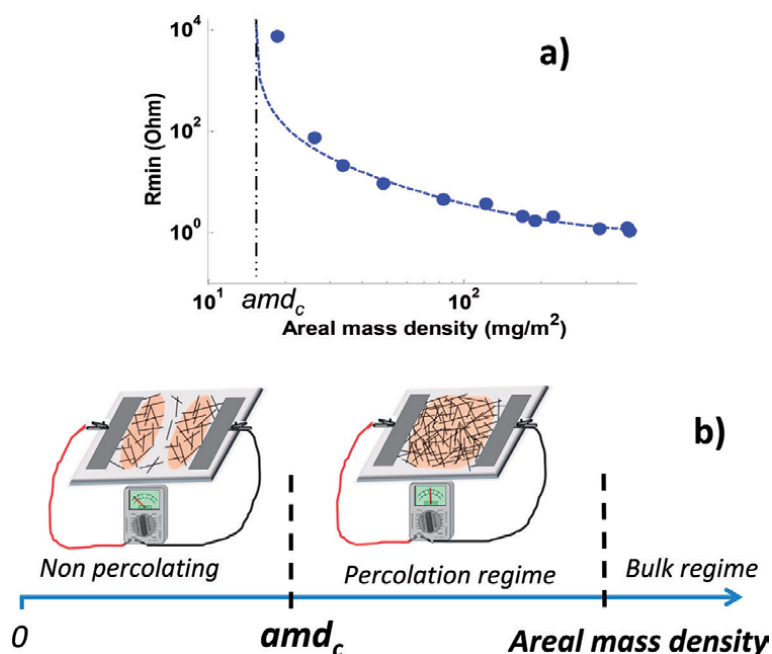 10⁴
a)
10²
Rmin (Ohm)
10⁰
10¹
amd_c
10²
Areal mass density (mg/m²)
b)
Non percolating
Percolation regime
Bulk regime
0
amd_c
Areal mass density